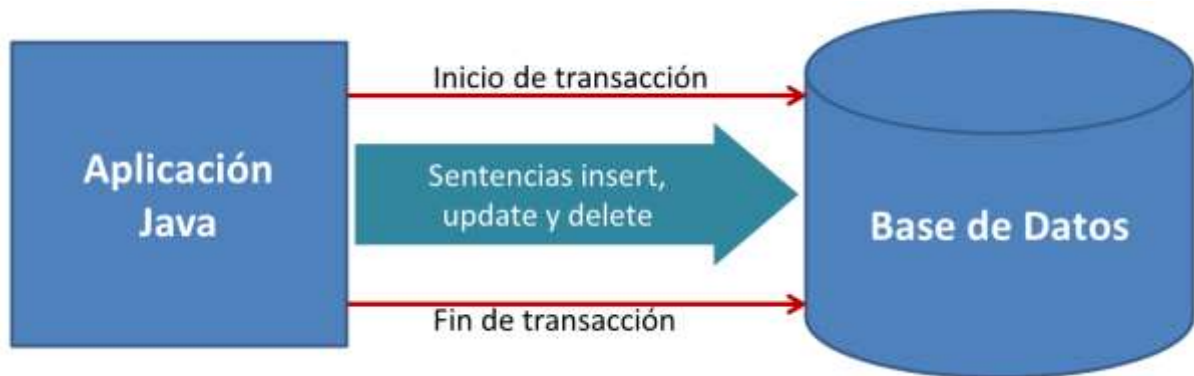 Aplicación
Java
Inicio de transacción
Sentencias insert,
update y delete
Fin de transacción
Base de Datos